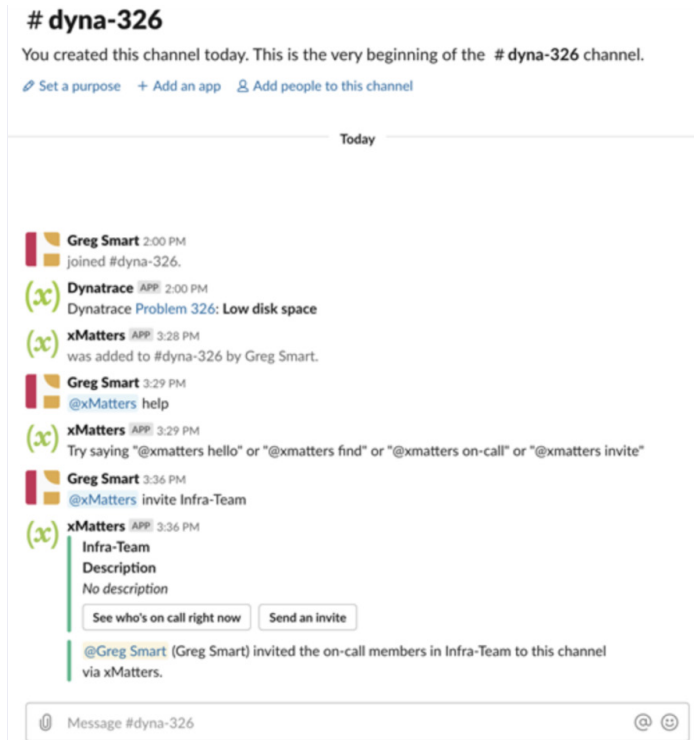 # dyna-326
You created this channel today. This is the very beginning of the # dyna-326 channel.
Set a purpose + Add an app Add people to this channel
Today
Greg Smart 2:00 PM
joined #dyna-326.
(x) Dynatrace APP 2:00 PM
Dynatrace Problem 326: Low disk space
(x) xMatters APP 3:28 PM
was added to #dyna-326 by Greg Smart.
Greg Smart 3:29 PM
@xMatters help
(x) xMatters APP 3:29 PM
Try saying "@xmatters hello" or "@xmatters find" or "@xmatters on-call" or "@xmatters invite"
Greg Smart 3:36 PM
@xMatters invite Infra-Team
(x) xMatters APP 3:36 PM
Infra-Team
Description
No description
See who's on call right now Send an invite
@Greg Smart (Greg Smart) invited the on-call members in Infra-Team to this channel
via xMatters.
Message #dyna-326 @